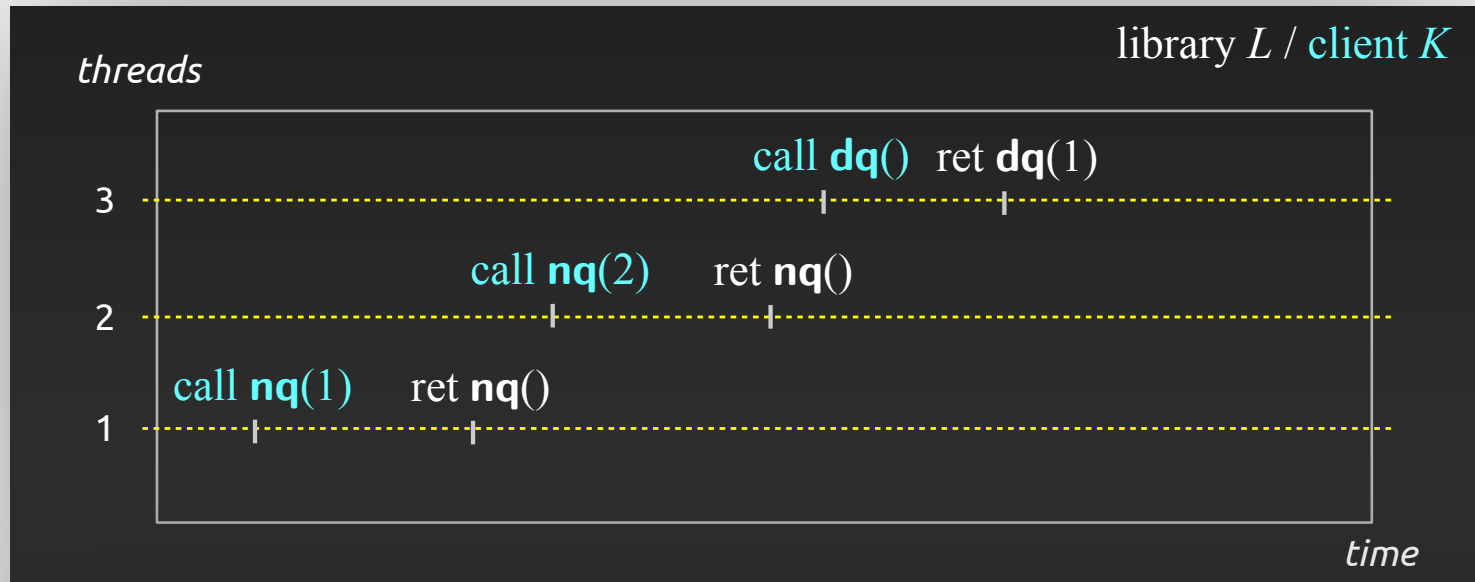 library L / client K
threads
call dq() ret dq(1)
3
call nq(2) ret nq()
2
call nq(1) ret nq()
1
time